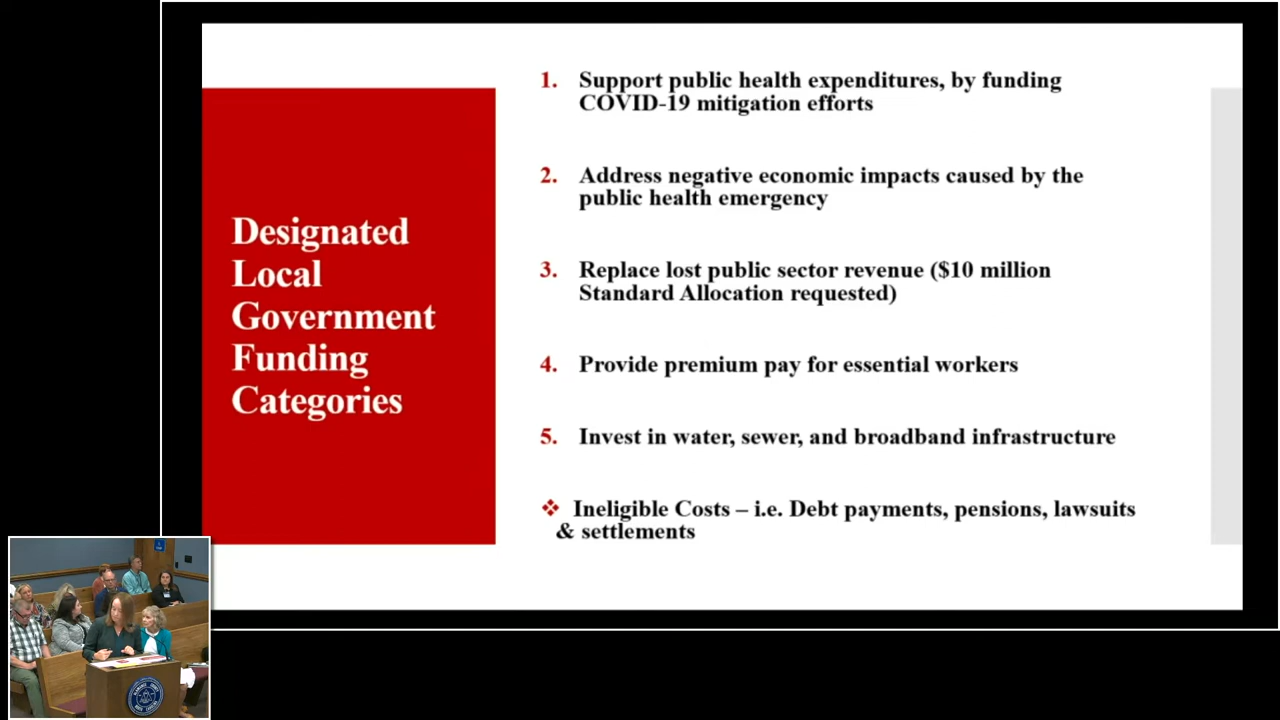 Designated
Local
Government
Funding
Categories
1. Support public health expenditures, by funding
COVID-19 mitigation efforts
2. Address negative economic impacts caused by the
public health emergency
3. Replace lost public sector revenue ($10 million
Standard Allocation requested)
4. Provide premium pay for essential workers
5. Invest in water, sewer, and broadband infrastructure
❖ Ineligible Costs – i.e. Debt payments, pensions, lawsuits
& settlements